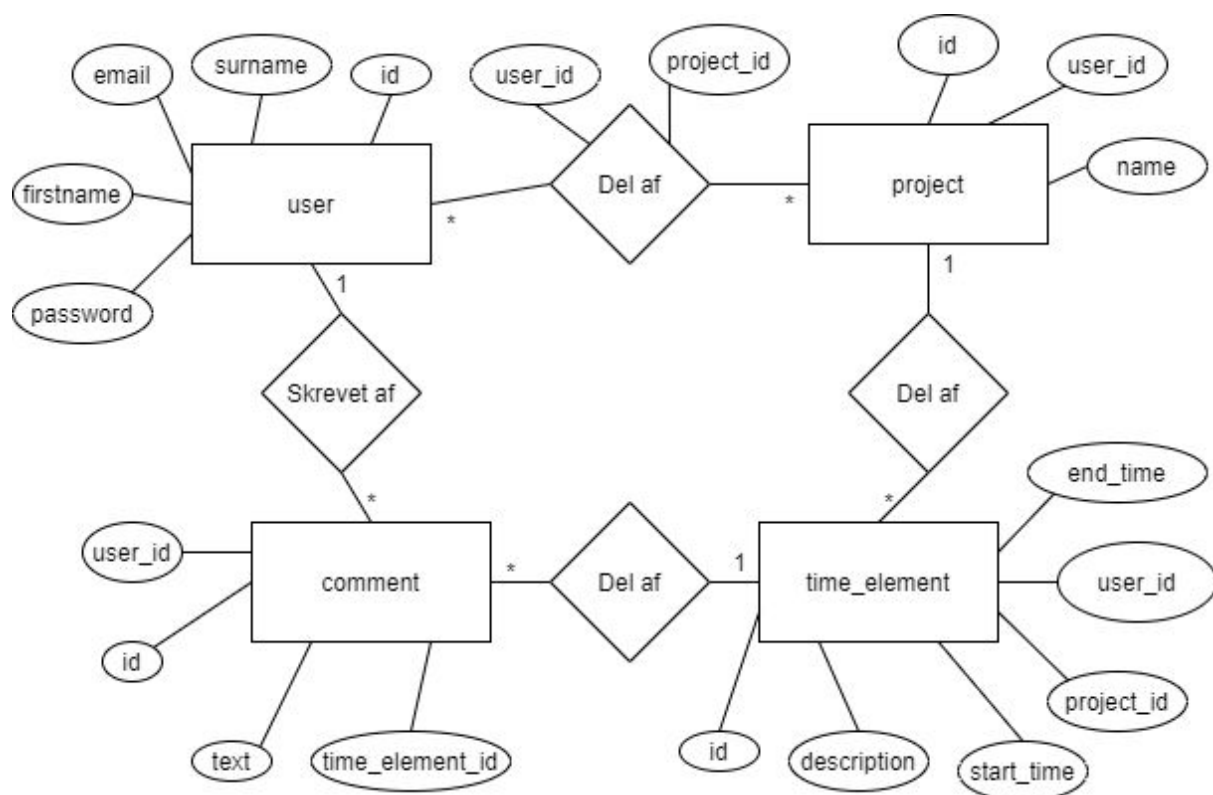 id
surname
project_id
email
id
user_id
user_id
name
firstname
user
Del af
project
*
*
1
1
password
Skrevet af
Del af
end_time
*
*
user_id
comment
*
Del af
1
time_element
user_id
id
project_id
text
time_element_id
id
description
start_time